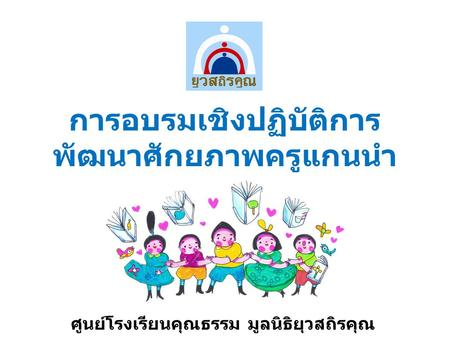 ยุวสถิรคุณ
การอบรมเชิงปฏิบัติการ
พัฒนาศักยภาพครูแกนนำ
ศูนย์โรงเรียนคุณธรรม มูลนิธิยุวสถิรคุณ